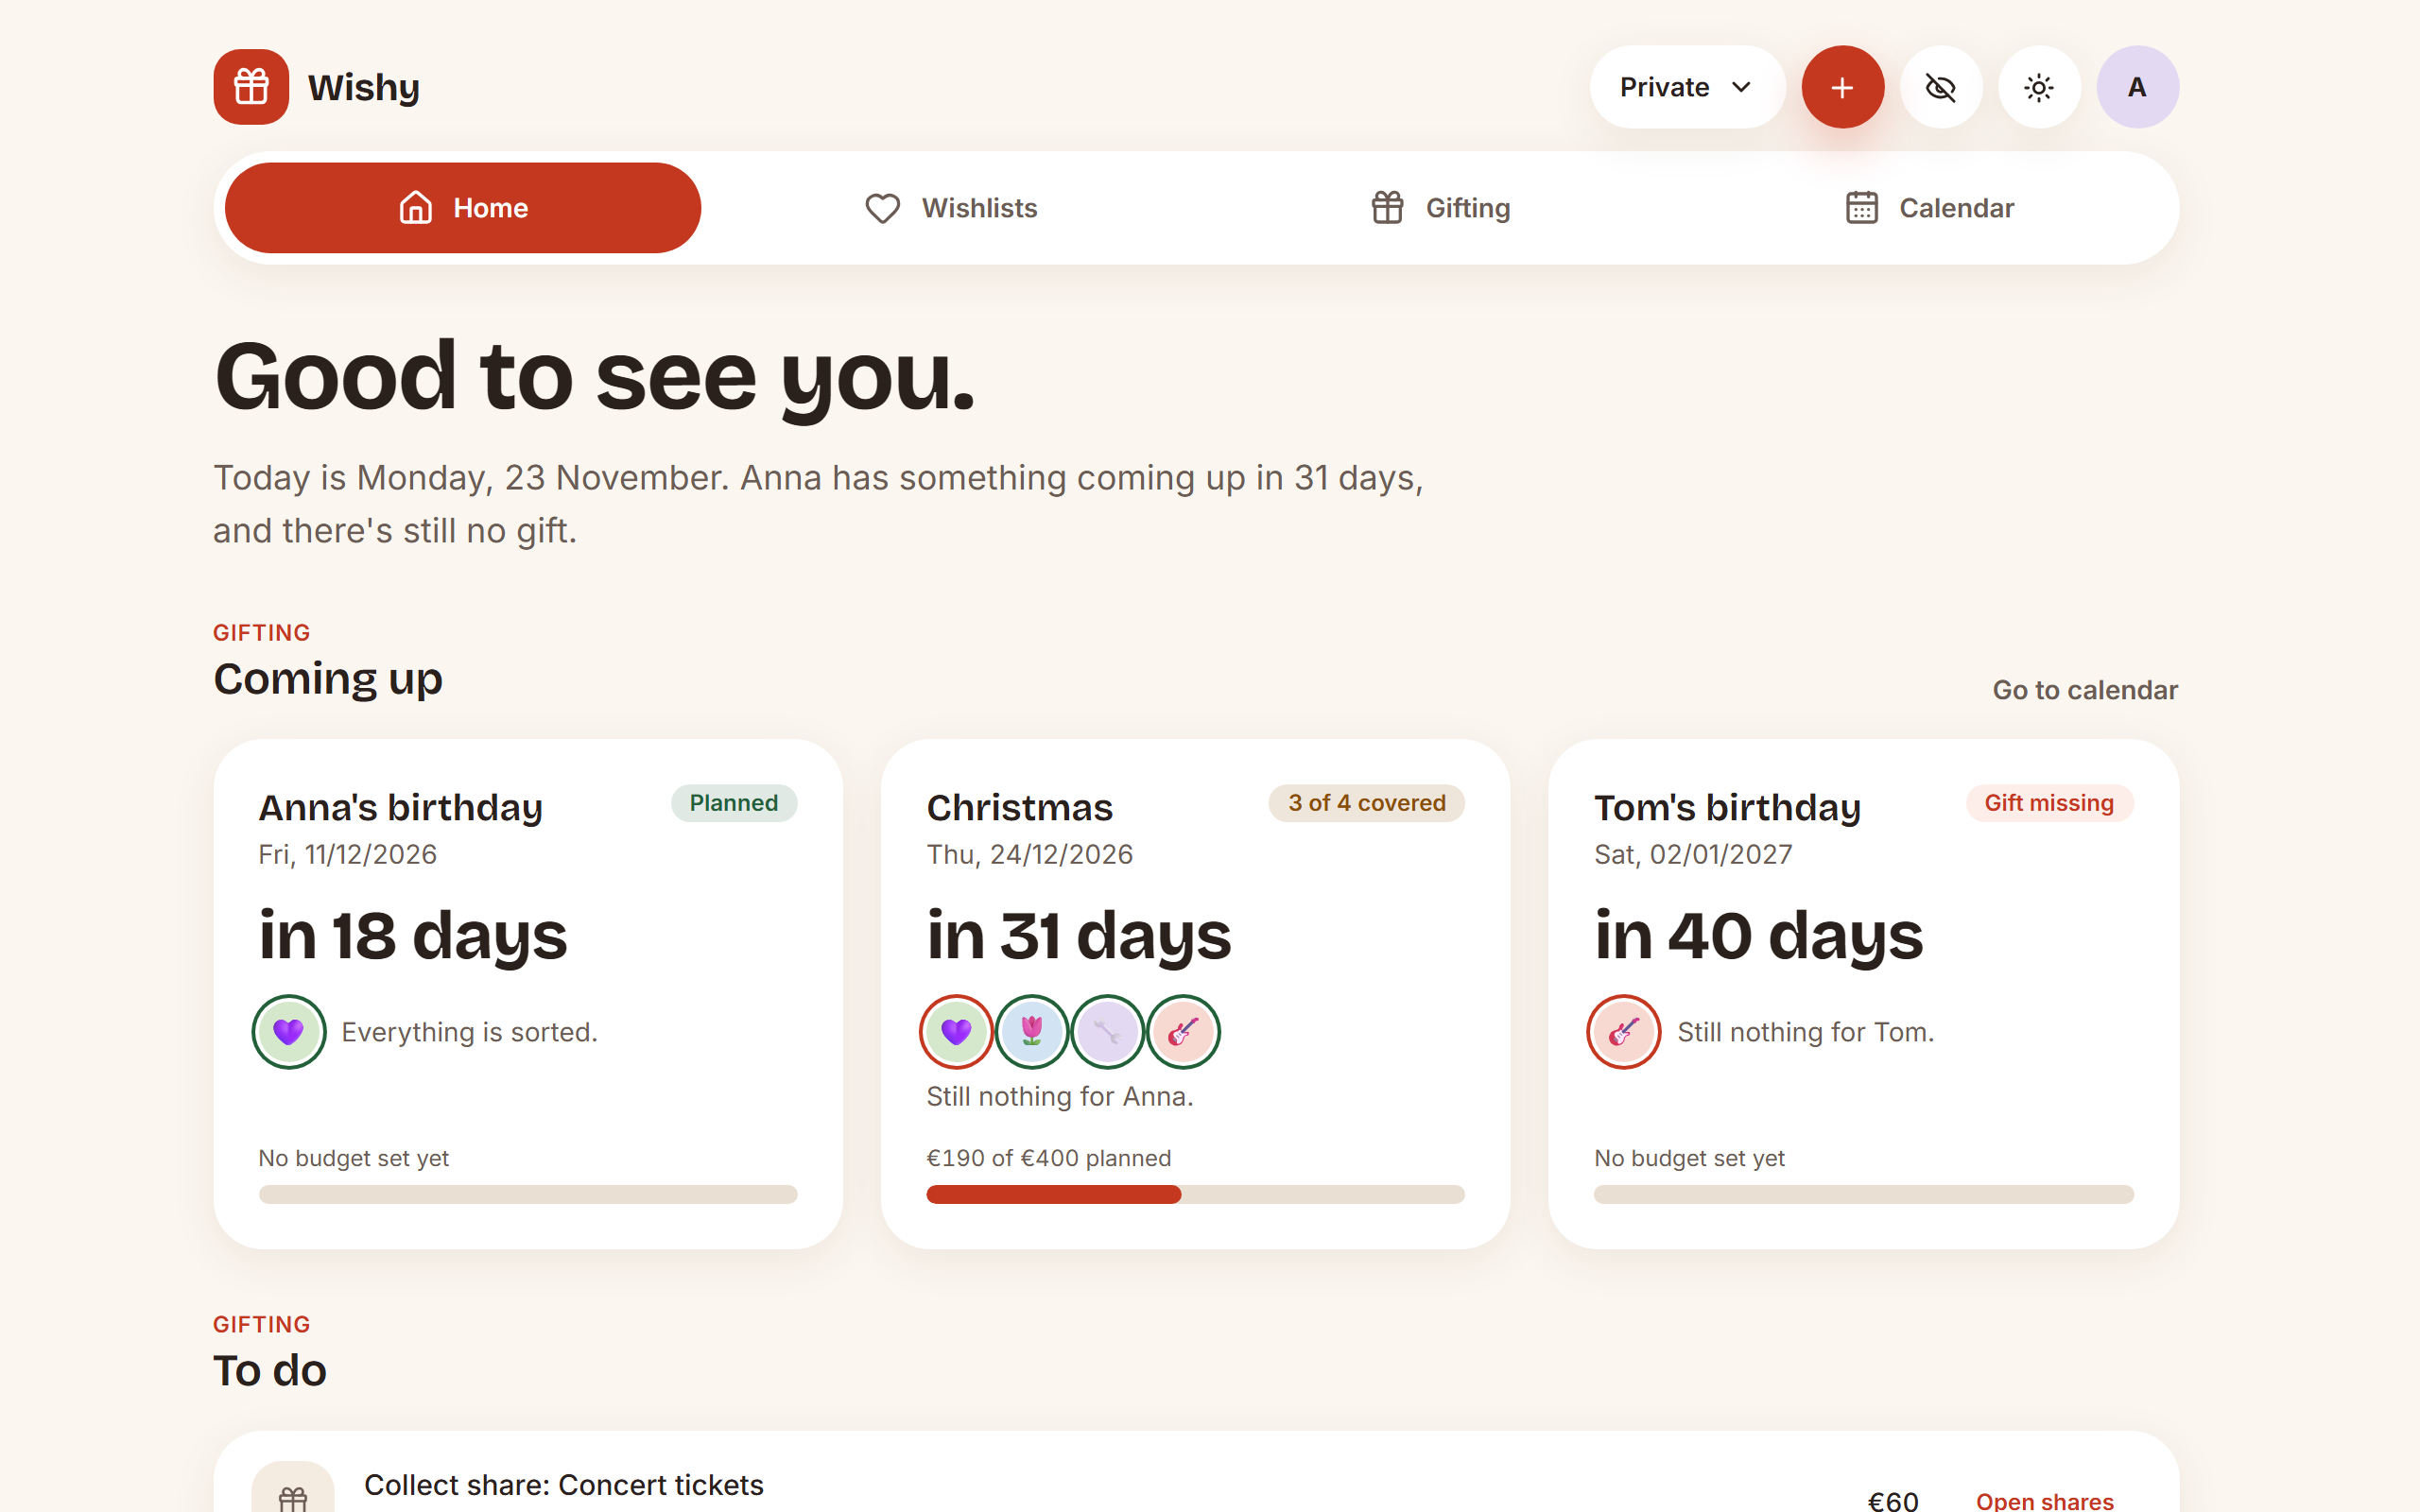 Wishy
Private
A
Home
Wishlists
Gifting
Calendar
Good to see you.
Today is Monday, 23 November. Anna has something coming up in 31 days,
and there's still no gift.
GIFTING
Coming up
Go to calendar
Anna's birthday
Planned
Fri, 11/12/2026
in 18 days
Everything is sorted.
No budget set yet
Christmas
3 of 4 covered
Thu, 24/12/2026
in 31 days
Still nothing for Anna.
€190 of €400 planned
Tom's birthday
Gift missing
Sat, 02/01/2027
in 40 days
Still nothing for Tom.
No budget set yet
GIFTING
To do
Collect share: Concert tickets
€60
Open shares